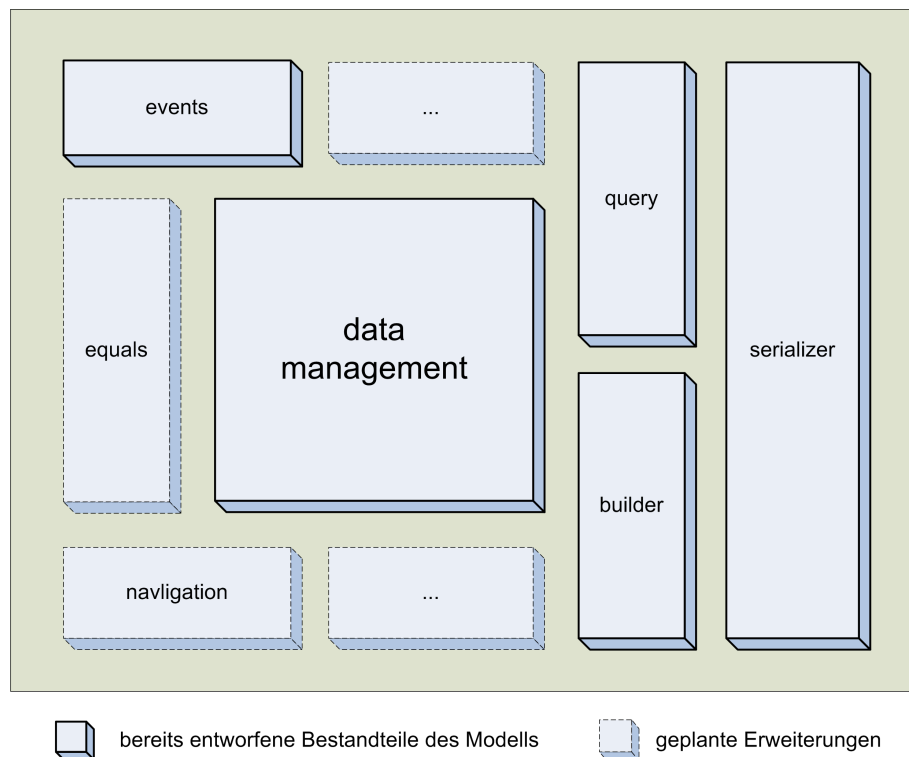 events
...
query
equals
data
management
serializer
builder
navligation
...
bereits entworfene Bestandteile des Modells
geplante Erweiterungen